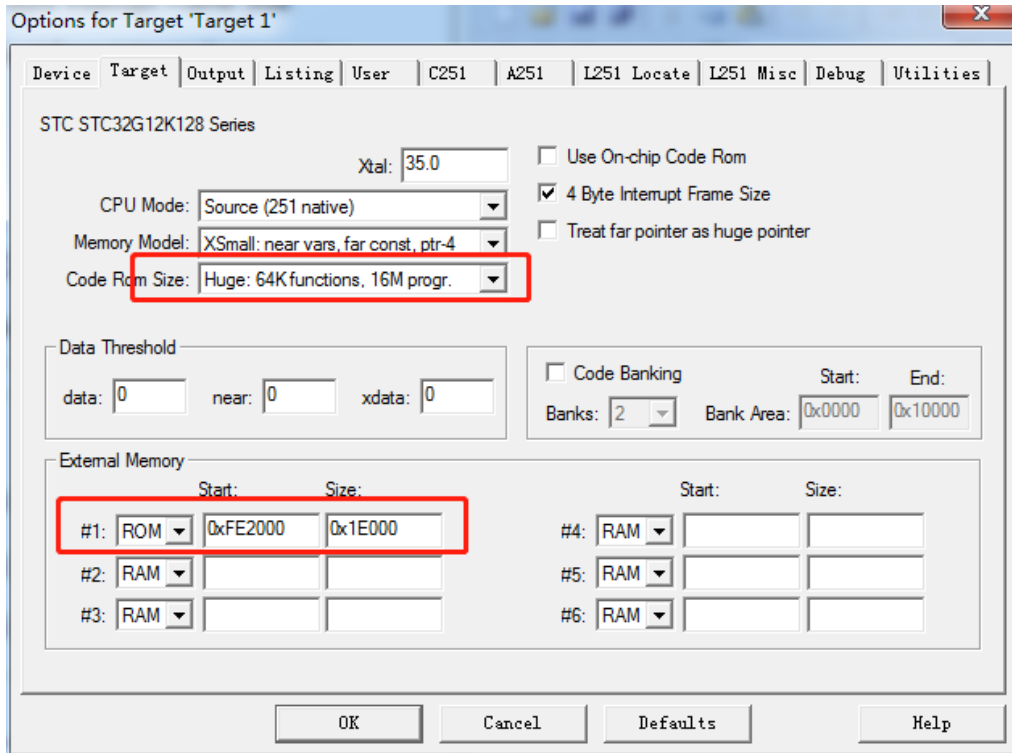 Options for Target 'Target 1'
Device Target Output Listing User C251 A251 L251 Locate L251 Misc Debug Utilities
STC STC32G12K128 Series
Xtal: 35.0
Use On-chip Code Rom
CPU Mode: Source (251 native)
4 Byte Interrupt Frame Size
Memory Model: XSmall: near vars, far const, ptr-4
Treat far pointer as huge pointer
Code Rom Size: Huge: 64K functions, 16M progr.
Data Threshold
data: 0 near: 0 xdata: 0
Code Banking Start: End:
Banks: 2 Bank Area: 0x0000 0x10000
External Memory
Start: Size: Start: Size:
#1: ROM 0xFE2000 0x1E000 #4: RAM
#2: RAM #5: RAM
#3: RAM #6: RAM
OK Cancel Defaults Help